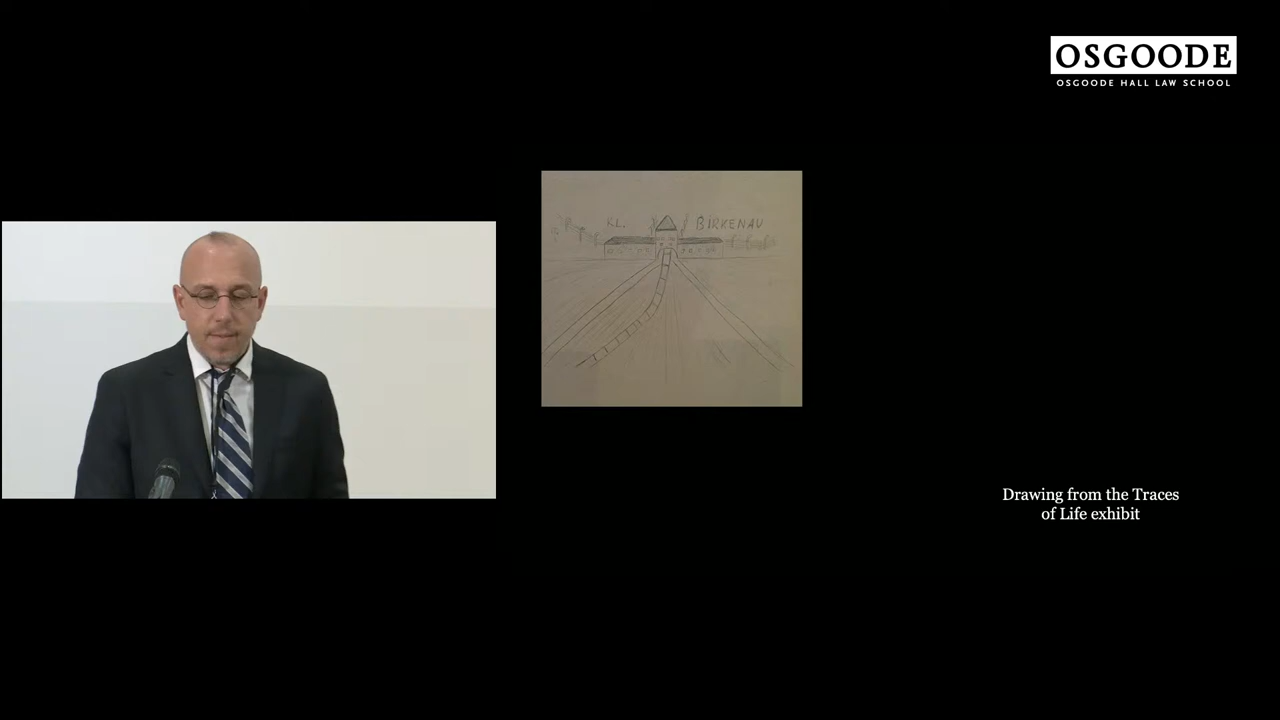 OSGOODE
OSGOODE HALL LAW SCHOOL
KL. BIRKENAU
Drawing from the Traces
of Life exhibit